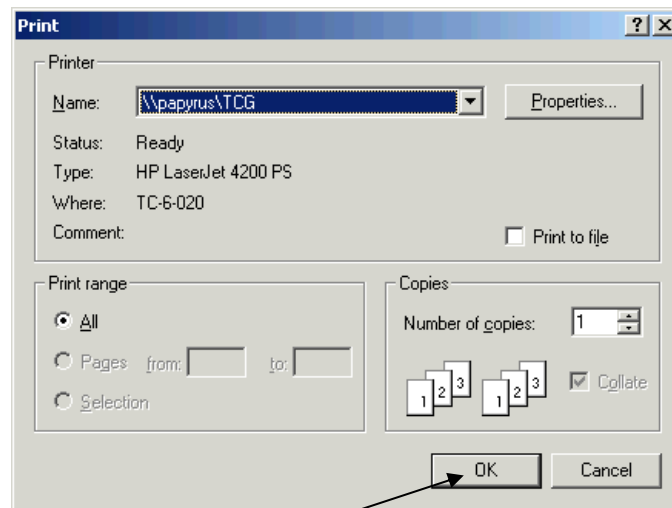 Print
Printer
Name: \\papyrus\TCG Properties...
Status: Ready
Type: HP LaserJet 4200 PS
Where: TC-6-020
Comment: Print to file
Print range
All
Pages from: to:
Selection
Copies
Number of copies: 1
1 2 3 1 2 3 Collate
OK Cancel